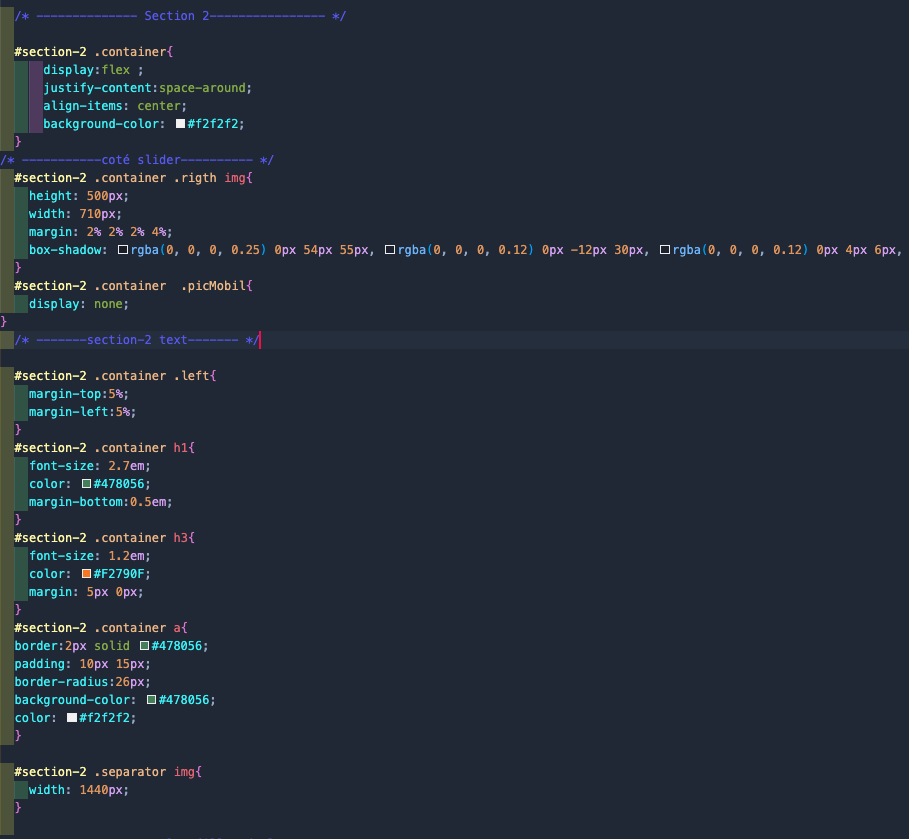 /* -------------- Section 2---------------- */
#section-2 .container{
display:flex ;
justify-content:space-around;
align-items: center;
background-color: #f2f2f2;
}
/* -----------coté slider---------- */
#section-2 .container .rigth img{
height: 500px;
width: 710px;
margin: 2% 2% 2% 4%;
box-shadow: rgba(0, 0, 0, 0.25) 0px 54px 55px, rgba(0, 0, 0, 0.12) 0px -12px 30px, rgba(0, 0, 0, 0.12) 0px 4px 6px,
}
#section-2 .container  .picMobil{
display: none;
}
/* -------section-2 text------- */
#section-2 .container .left{
margin-top:5%;
margin-left:5%;
}
#section-2 .container h1{
font-size: 2.7em;
color: #478056;
margin-bottom:0.5em;
}
#section-2 .container h3{
font-size: 1.2em;
color: #F2790F;
margin: 5px 0px;
}
#section-2 .container a{
border:2px solid #478056;
padding: 10px 15px;
border-radius:26px;
background-color: #478056;
color: #f2f2f2;
}
#section-2 .separator img{
width: 1440px;
}